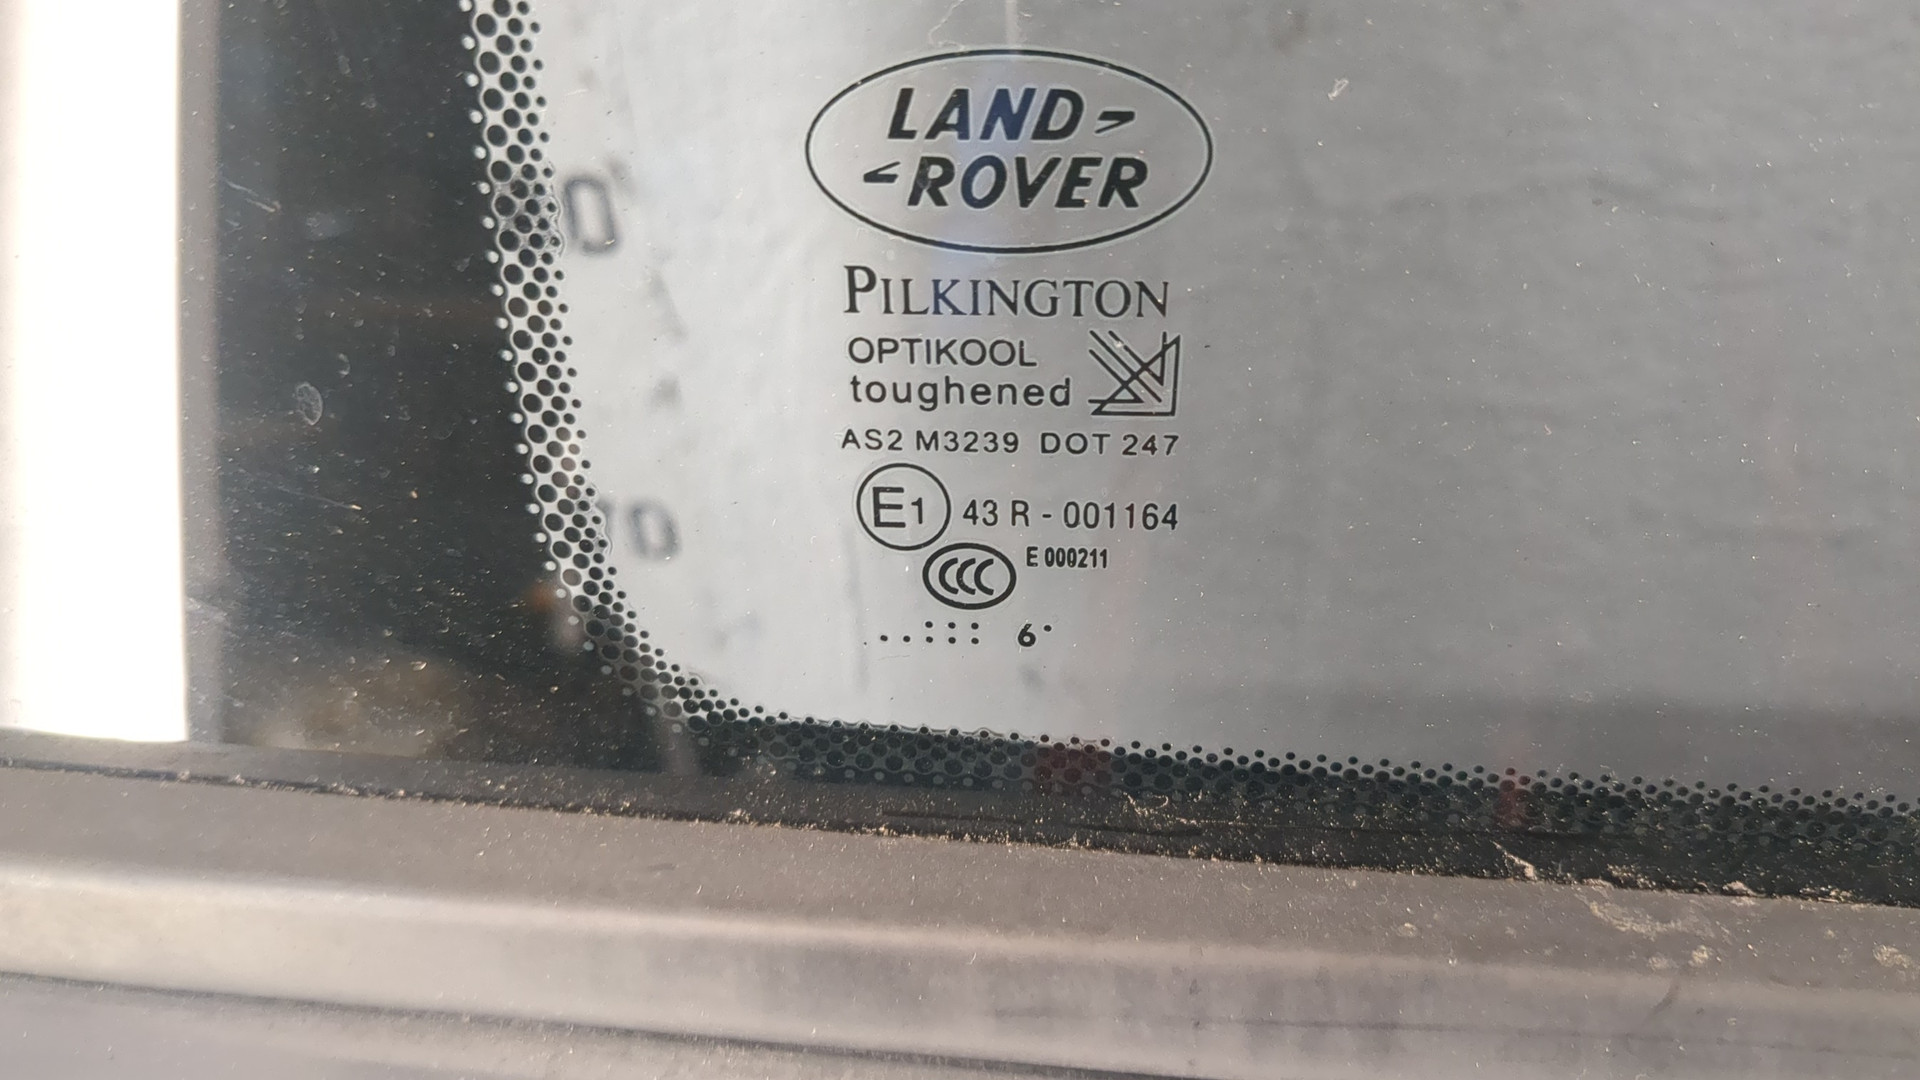 LAND
ROVER
PILKINGTON
OPTIKOOL
toughened
AS2 M3239 DOT 247
E1 43 R - 001164
CCC E 000211
. . : : : 6 ·